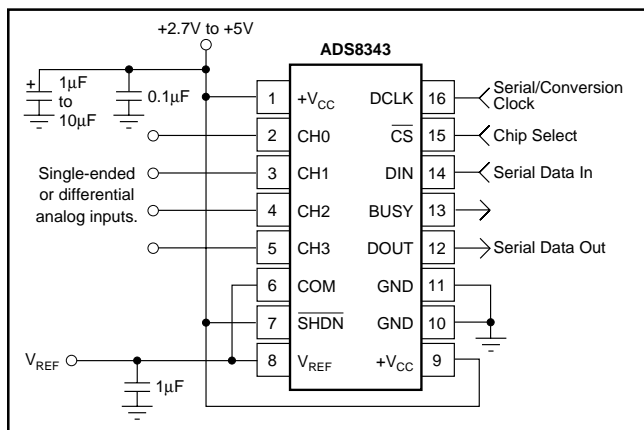 +2.7V to +5V
ADS8343
+
1µF
to
10µF
0.1µF
1 +VCC DCLK 16 Serial/Conversion
Clock
2 CH0 C̅S̅ 15 Chip Select
Single-ended
or differential
analog inputs.
3 CH1 DIN 14 Serial Data In
4 CH2 BUSY 13
5 CH3 DOUT 12 Serial Data Out
6 COM GND 11
7 S̅H̅D̅N̅ GND 10
VREF 8 VREF +VCC 9
1µF